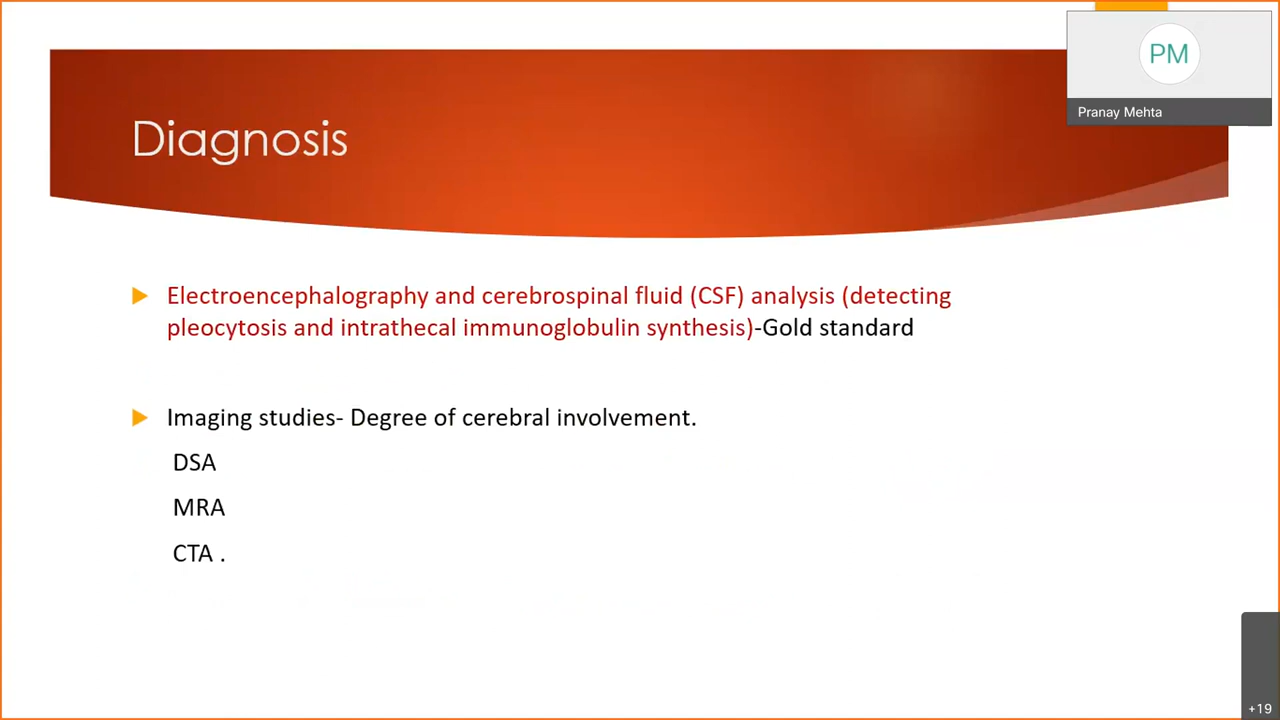 PM
Pranay Mehta
Diagnosis
Electroencephalography and cerebrospinal fluid (CSF) analysis (detecting
pleocytosis and intrathecal immunoglobulin synthesis)-Gold standard
Imaging studies- Degree of cerebral involvement.
DSA
MRA
CTA .
+19